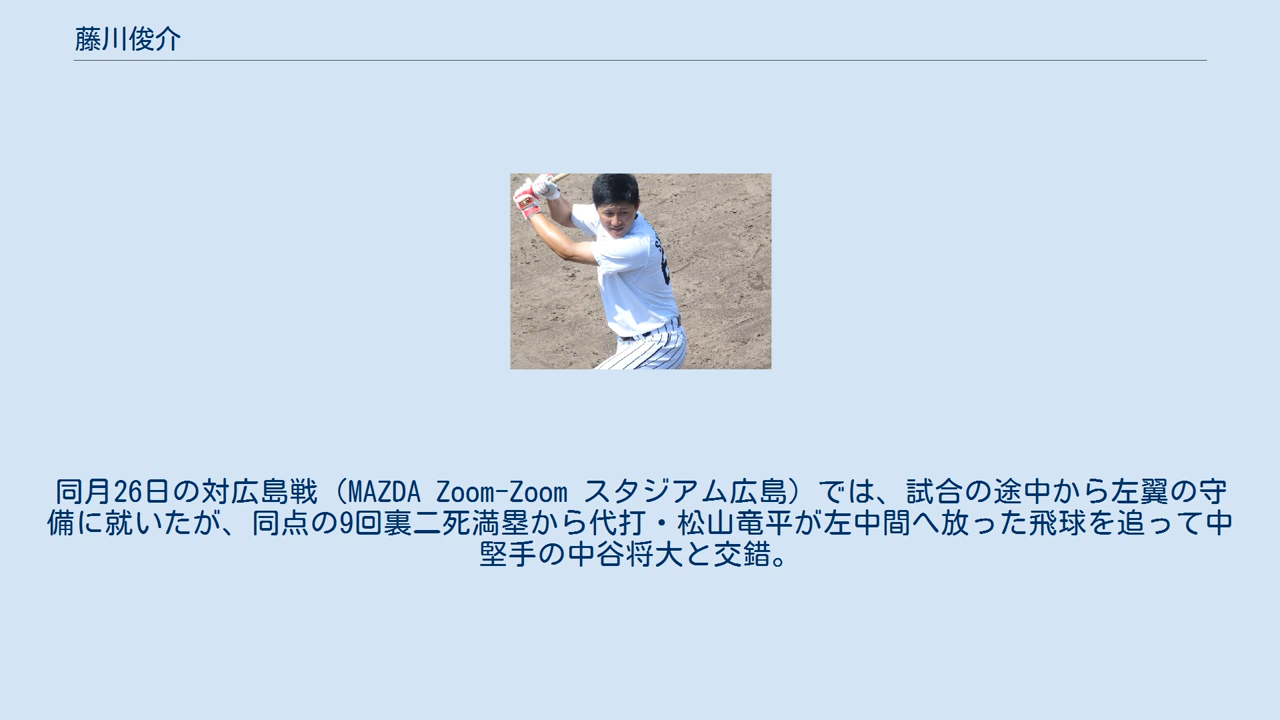 藤川俊介
同月26日の対広島戦（MAZDA Zoom-Zoom スタジアム広島）では、試合の途中から左翼の守
備に就いたが、同点の9回裏二死満塁から代打・松山竜平が左中間へ放った飛球を追って中
堅手の中谷将大と交錯。